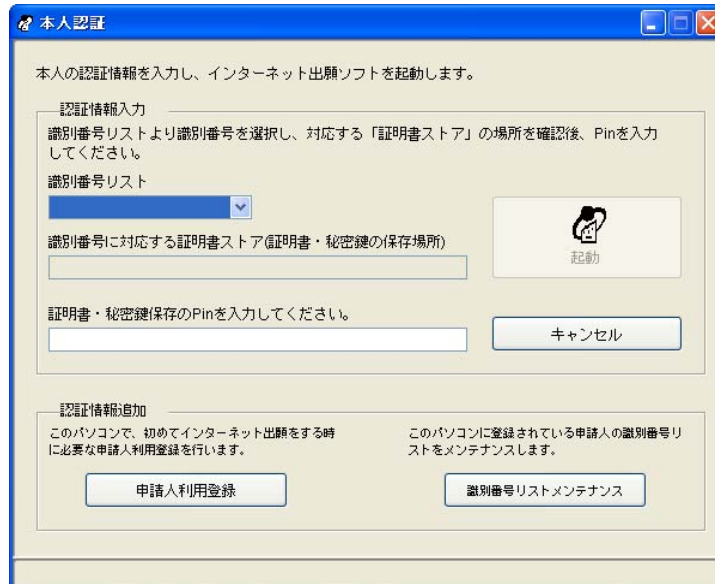 本人認証
本人の認証情報を入力し、インターネット出願ソフトを起動します。
認証情報入力
識別番号リストより識別番号を選択し、対応する「証明書ストア」の場所を確認後、Pinを入力
してください。
識別番号リスト
識別番号に対応する証明書ストア(証明書・秘密鍵の保存場所)
起動
証明書・秘密鍵保存のPinを入力してください。
キャンセル
認証情報追加
このパソコンで、初めてインターネット出願をする時
に必要な申請人利用登録を行います。
申請人利用登録
このパソコンに登録されている申請人の識別番号リ
ストをメンテナンスします。
識別番号リストメンテナンス